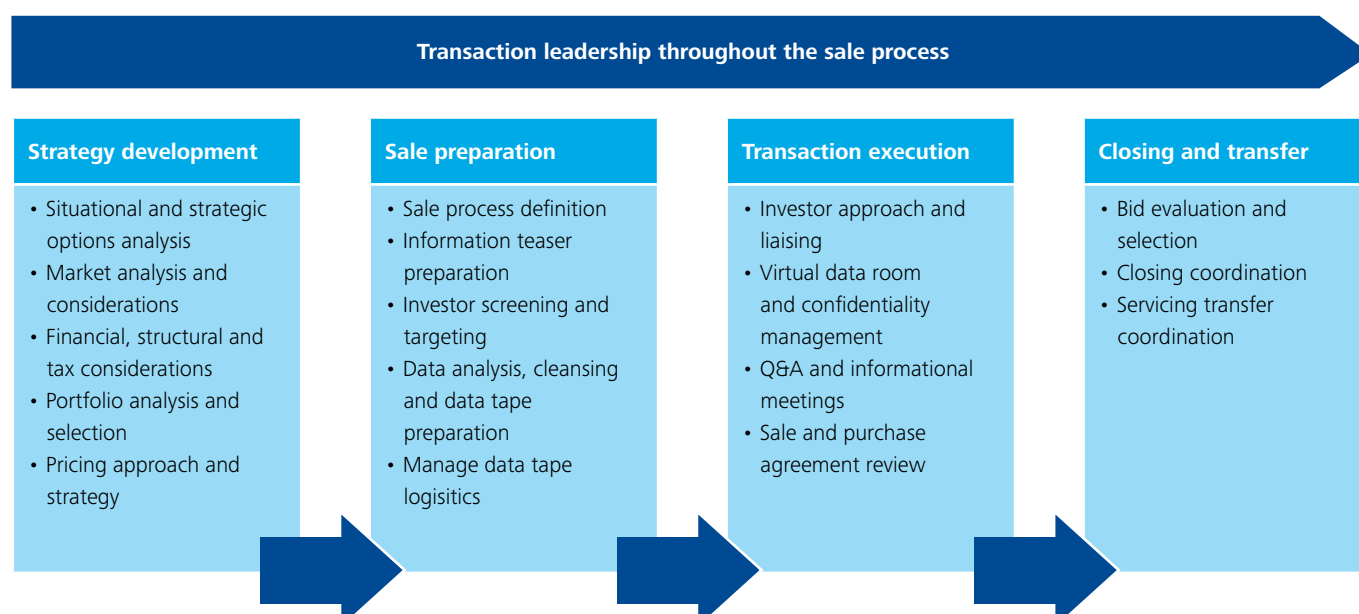 Transaction leadership throughout the sale process
Strategy development
• Situational and strategic
options analysis
• Market analysis and
considerations
• Financial, structural and
tax considerations
• Portfolio analysis and
selection
• Pricing approach and
strategy
Sale preparation
• Sale process definition
• Information teaser
preparation
• Investor screening and
targeting
• Data analysis, cleansing
and data tape
preparation
• Manage data tape
logisitics
Transaction execution
• Investor approach and
liaising
• Virtual data room
and confidentiality
management
• Q&A and informational
meetings
• Sale and purchase
agreement review
Closing and transfer
• Bid evaluation and
selection
• Closing coordination
• Servicing transfer
coordination